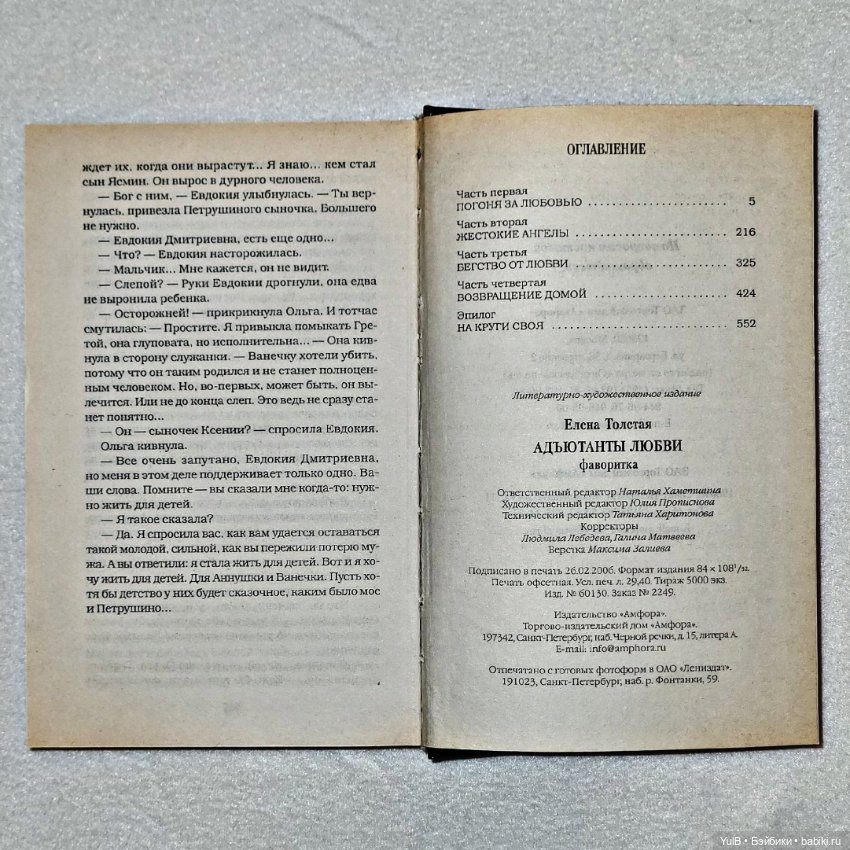 ждет их, когда они вырастут... Я знаю... кем стал
сын Ясмин. Он вырос в дурного человека.
— Бог с ним, — Евдокия улыбнулась. — Ты вер-
нулась, привезла Петрушиного сыночка. Большего
не нужно.
— Евдокия Дмитриевна, есть еще одно...
— Что? — Евдокия насторожилась.
— Мальчик... Мне кажется, он не видит.
— Слепой? — Руки Евдокии дрогнули, она едва
не выронила ребенка.
— Осторожней! — прикрикнула Ольга. И тотчас
смутилась: — Простите. Я привыкла помыкать Гре-
той, она глуповата, но исполнительна... — Она кив-
нула в сторону служанки. — Ванечку хотели убить,
потому что он таким родился и не станет полноцен-
ным человеком. Но, во-первых, может быть, он вы-
лечится. Или не до конца слеп. Это ведь не сразу ста-
нет понятно...
— Он — сыночек Ксении? — спросила Евдокия.
Ольга кивнула.
— Все очень запутано, Евдокия Дмитриевна,
но меня в этом деле поддерживает только одно. Ва-
ши слова. Помните — вы сказали мне когда-то: нуж-
но жить для детей.
— Я такое сказала?
— Да. Я спросила вас, как вам удается оставаться
такой молодой, сильной, как вы пережили потерю му-
жа. А вы ответили: я стала жить для детей. Вот и я хо-
чу жить для детей. Для Аннушки и Ванечки. Пусть хо-
тя бы детство у них будет сказочное, каким было мое
и Петрушино...
ОГЛАВЛЕНИЕ
Часть первая
ПОГОНЯ ЗА ЛЮБОВЬЮ ........................ 5
Часть вторая
ЖЕСТОКИЕ АНГЕЛЫ ........................ 216
Часть третья
БЕГСТВО ОТ ЛЮБВИ ........................ 325
Часть четвертая
ВОЗВРАЩЕНИЕ ДОМОЙ ........................ 424
Эпилог
НА КРУГИ СВОЯ ........................ 552
Литературно-художественное издание
Елена Толстая
АДЪЮТАНТЫ ЛЮБВИ
фаворитка
Ответственный редактор Наталья Хаметшина
Художественный редактор Юлия Прописнова
Технический редактор Татьяна Харитонова
Корректоры
Людмила Лебедева, Галина Матвеева
Верстка Максима Залиева
Подписано в печать 26.02.2006. Формат издания 84 × 108¹/₃₂.
Печать офсетная. Усл. печ. л. 29,40. Тираж 5000 экз.
Изд. № 60130. Заказ № 2249.
Издательство «Амфора».
Торгово-издательский дом «Амфора».
197342, Санкт-Петербург, наб. Черной речки, д. 15, литера А.
E-mail: info@amphora.ru
Отпечатано с готовых фотоформ в ОАО «Лениздат».
191023, Санкт-Петербург, наб. р. Фонтанки, 59.
YulB • Бэйбики • babiki.ru